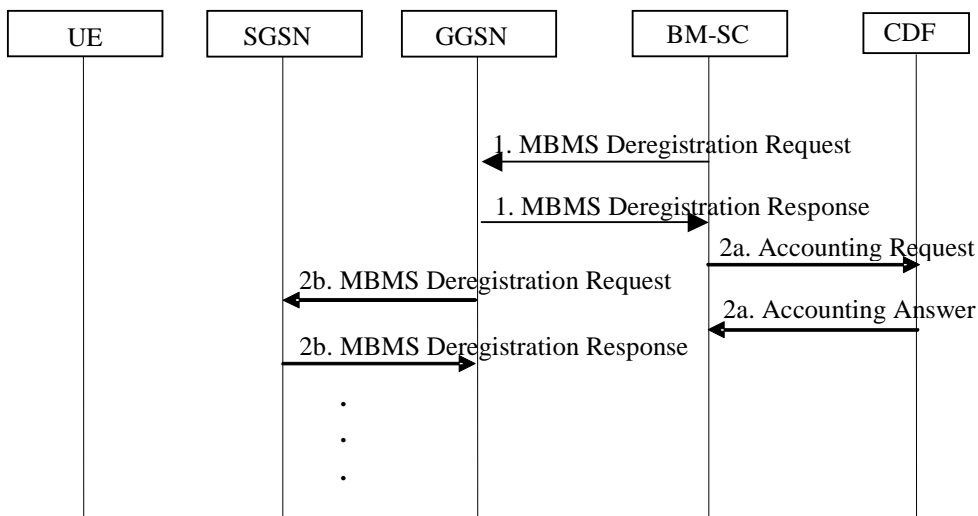 UE
SGSN
GGSN
BM-SC
CDF
1. MBMS Deregistration Request
1. MBMS Deregistration Response
2a. Accounting Request
2b. MBMS Deregistration Request
2a. Accounting Answer
2b. MBMS Deregistration Response
.
.
.